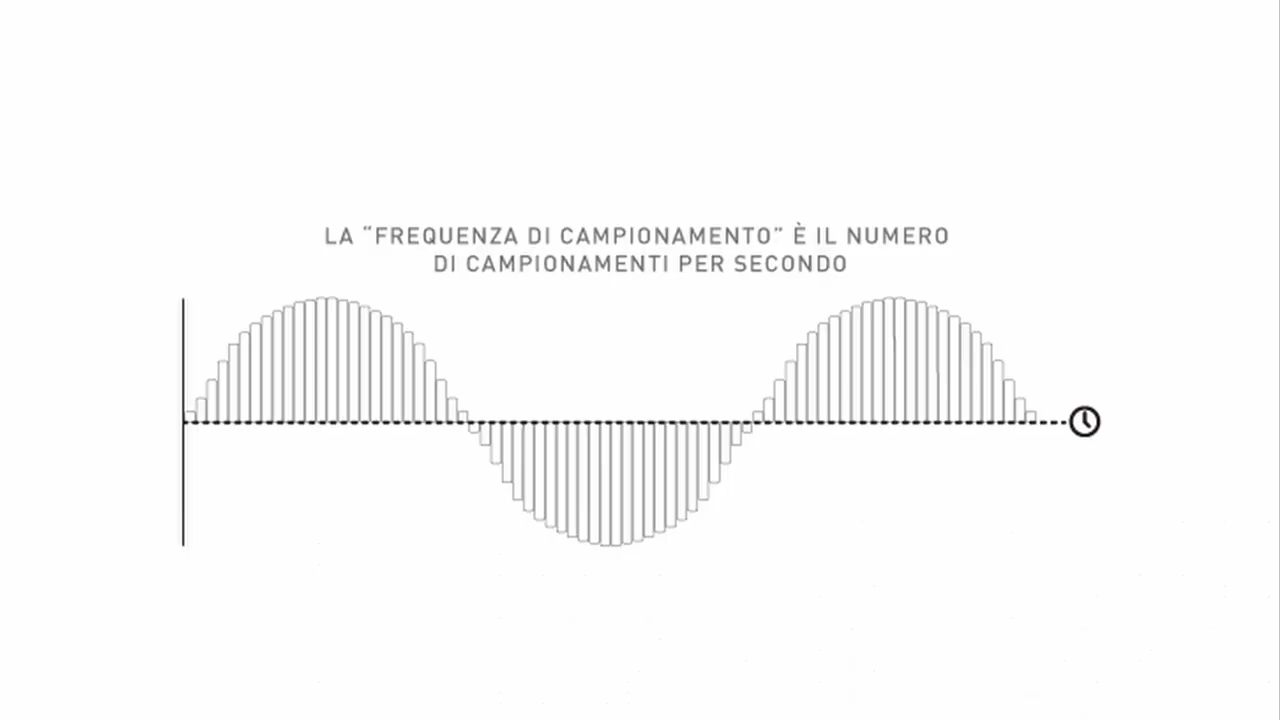 LA “FREQUENZA DI CAMPIONAMENTO” È IL NUMERO
DI CAMPIONAMENTI PER SECONDO